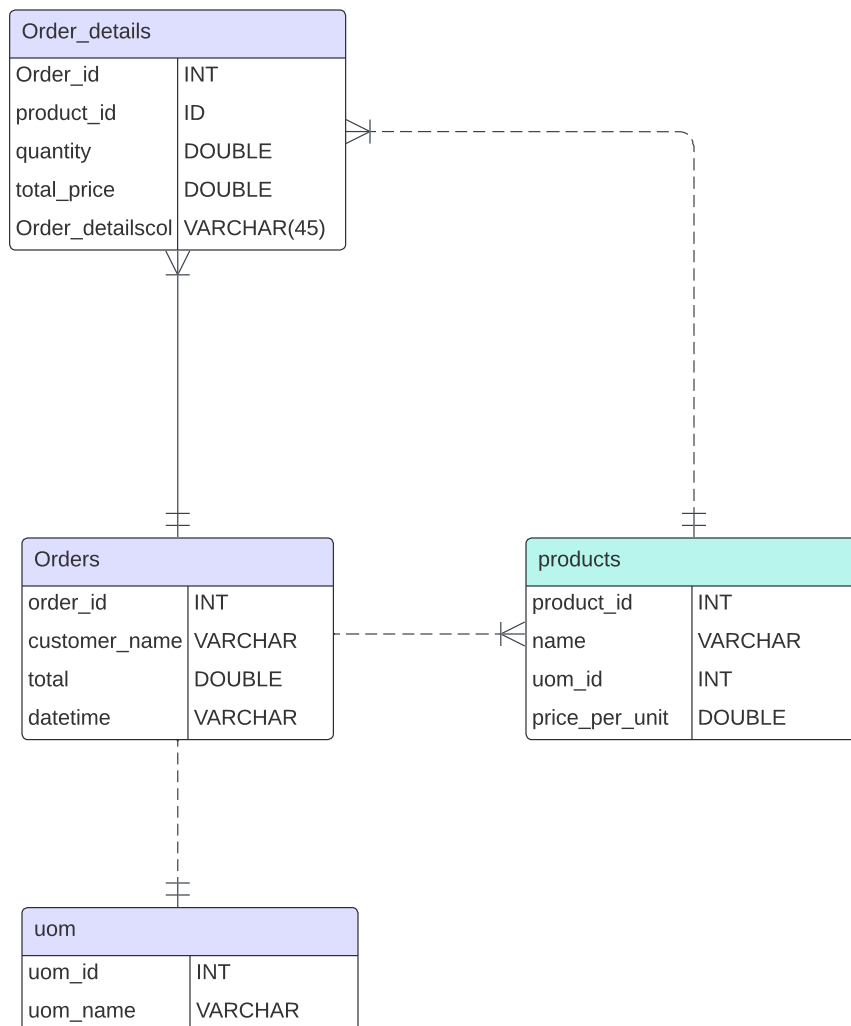 Order_details
Order_id INT
product_id ID
quantity DOUBLE
total_price DOUBLE
Order_detailscol VARCHAR(45)
Orders
order_id INT
customer_name VARCHAR
total DOUBLE
datetime VARCHAR
products
product_id INT
name VARCHAR
uom_id INT
price_per_unit DOUBLE
uom
uom_id INT
uom_name VARCHAR